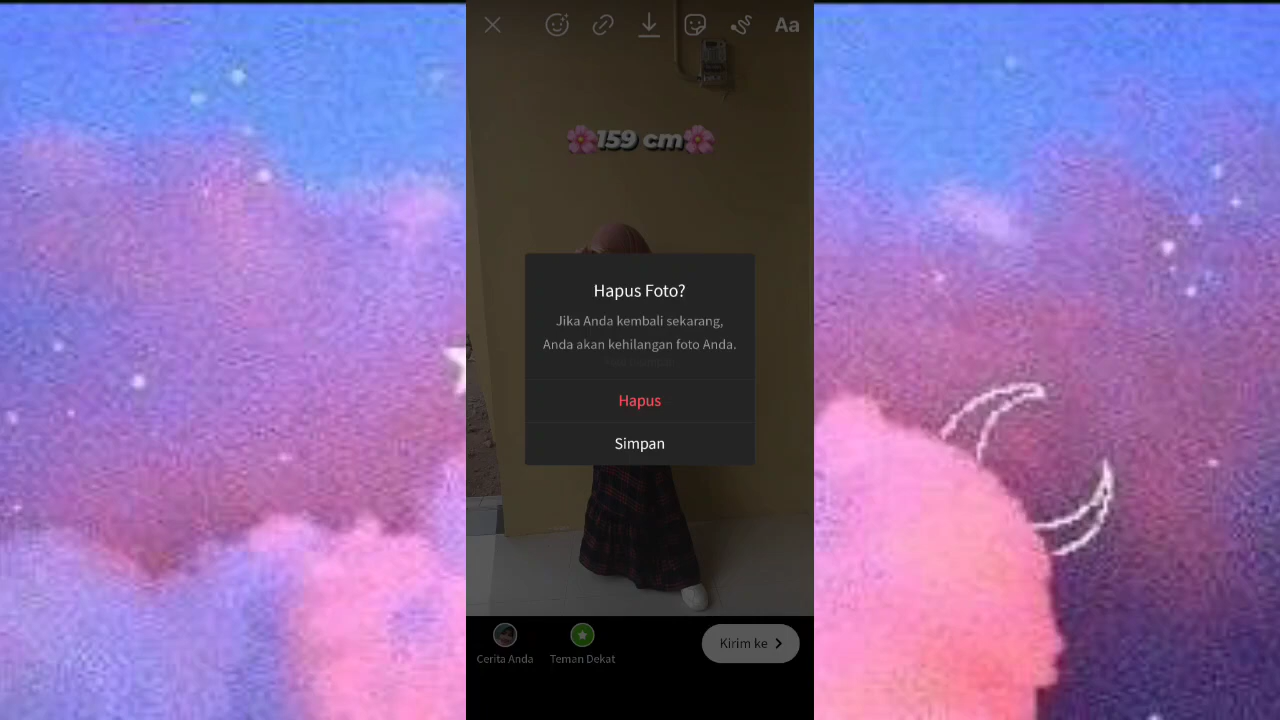 Aa
🌸159 cm🌸
Hapus Foto?
Jika Anda kembali sekarang,
Anda akan kehilangan foto Anda.
Hapus
Simpan
Cerita Anda
Teman Dekat
Kirim ke